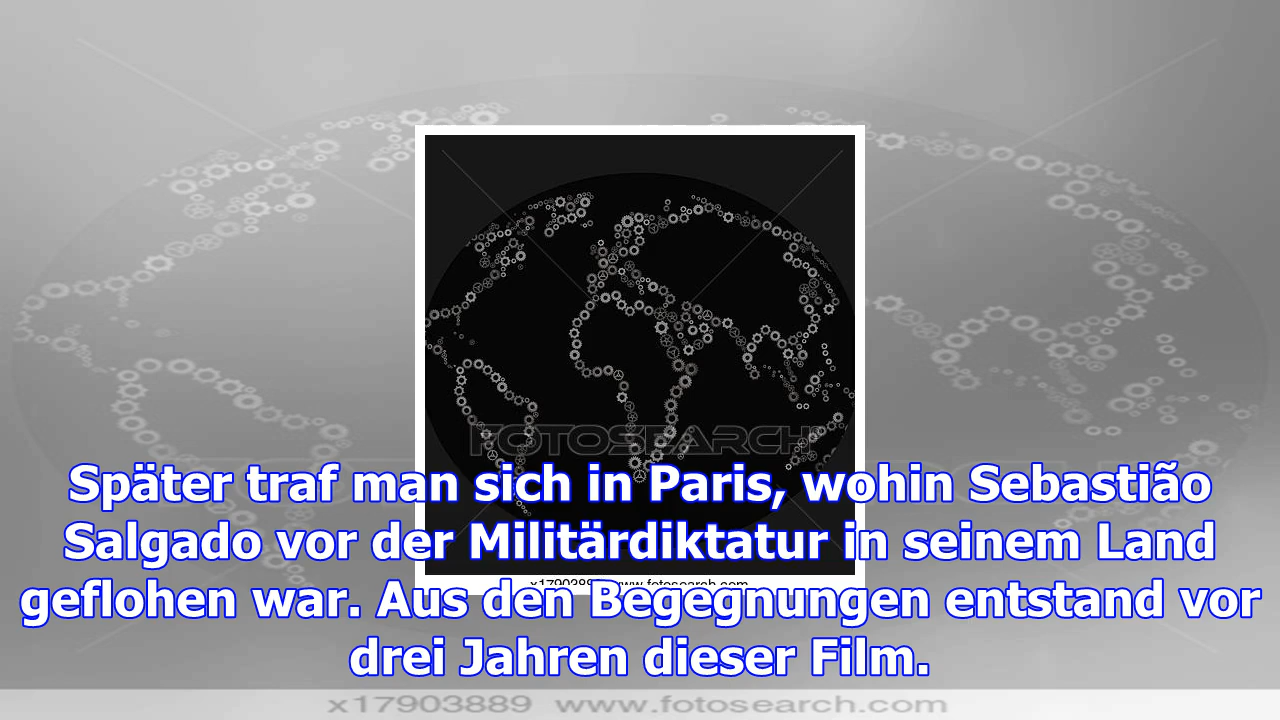 FOTOSEARCH
Später traf man sich in Paris, wohin Sebastião
Salgado vor der Militärdiktatur in seinem Land
geflohen war. Aus den Begegnungen entstand vor
drei Jahren dieser Film.
x17903889 www.fotosearch.com